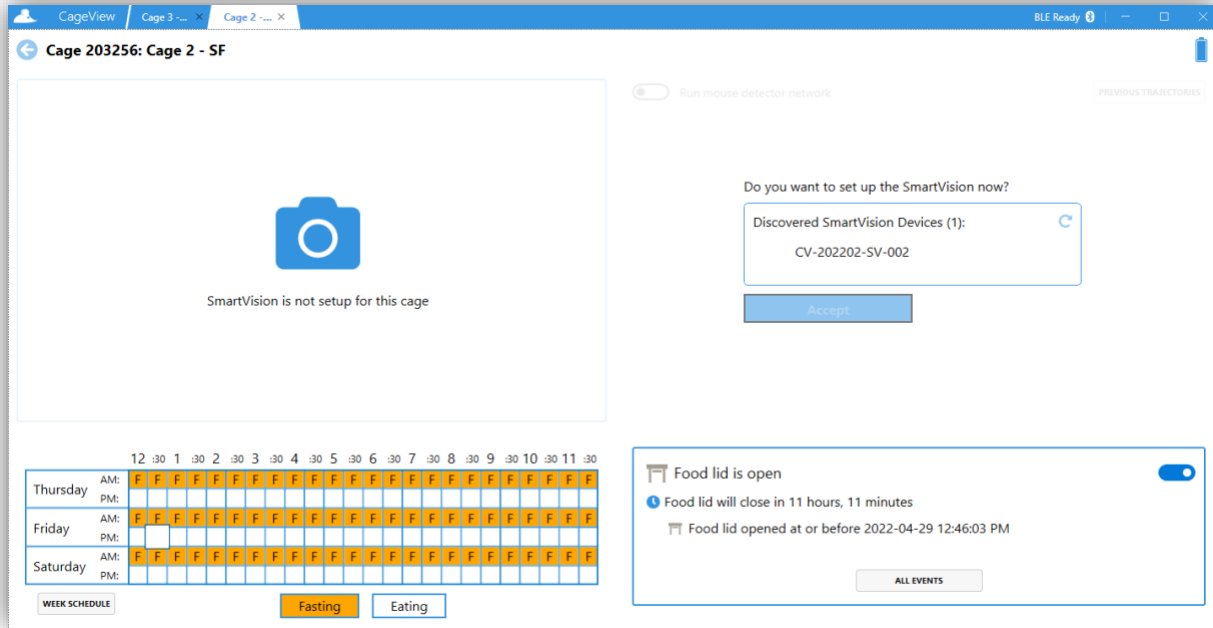 CageView
Cage 3 -...
Cage 2 -...
BLE Ready
Cage 203256: Cage 2 - SF
SmartVision is not setup for this cage
Run mouse detector network
PREVIOUS TRAJECTORIES
Do you want to set up the SmartVision now?
Discovered SmartVision Devices (1):
CV-202202-SV-002
Accept
12 :30 1 :30 2 :30 3 :30 4 :30 5 :30 6 :30 7 :30 8 :30 9 :30 10 :30 11 :30
Thursday
AM: F F F F F F F F F F F F F F F F F F F F F F F F
PM:
Friday
AM: F F F F F F F F F F F F F F F F F F F F F F F F
PM:
Saturday
AM: F F F F F F F F F F F F F F F F F F F F F F F F
PM:
WEEK SCHEDULE
Fasting
Eating
Food lid is open
Food lid will close in 11 hours, 11 minutes
Food lid opened at or before 2022-04-29 12:46:03 PM
ALL EVENTS